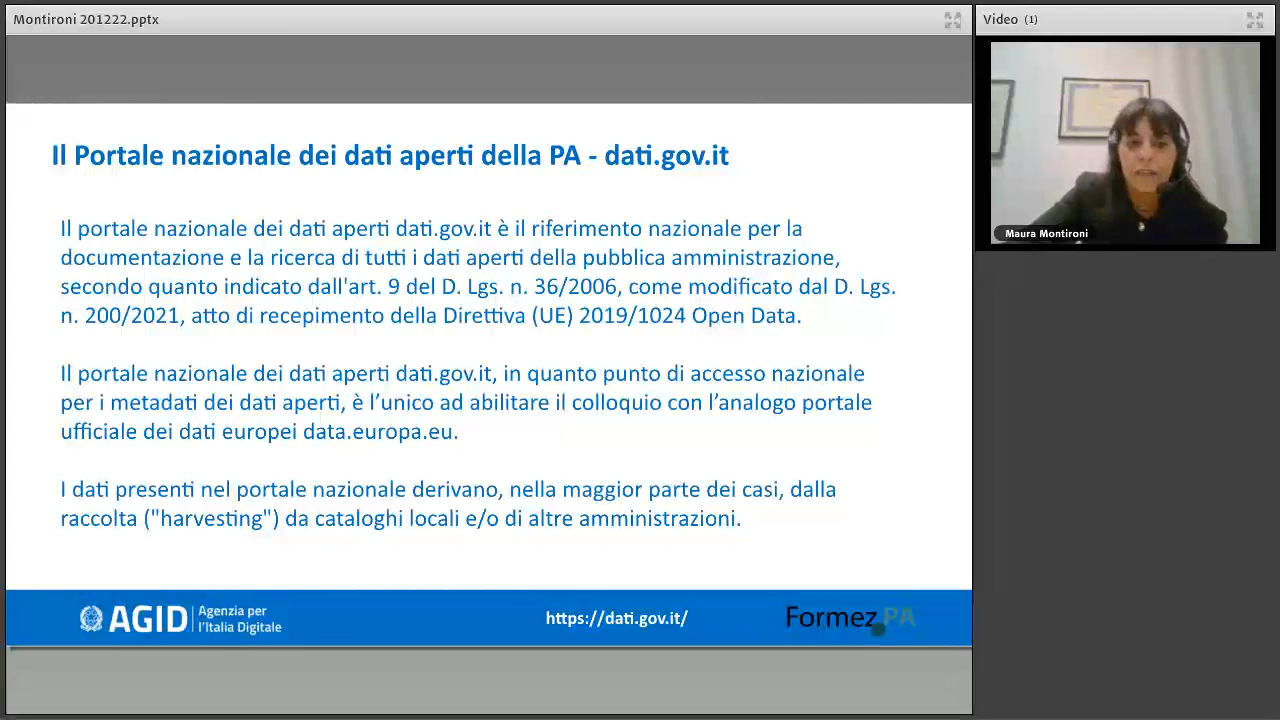 Montironi 201222.pptx
Video (1)
Maura Montironi
Il Portale nazionale dei dati aperti della PA - dati.gov.it
Il portale nazionale dei dati aperti dati.gov.it è il riferimento nazionale per la
documentazione e la ricerca di tutti i dati aperti della pubblica amministrazione,
secondo quanto indicato dall'art. 9 del D. Lgs. n. 36/2006, come modificato dal D. Lgs.
n. 200/2021, atto di recepimento della Direttiva (UE) 2019/1024 Open Data.
Il portale nazionale dei dati aperti dati.gov.it, in quanto punto di accesso nazionale
per i metadati dei dati aperti, è l’unico ad abilitare il colloquio con l’analogo portale
ufficiale dei dati europei data.europa.eu.
I dati presenti nel portale nazionale derivano, nella maggior parte dei casi, dalla
raccolta ("harvesting") da cataloghi locali e/o di altre amministrazioni.
AGID
Agenzia per
l’Italia Digitale
https://dati.gov.it/
Formez PA